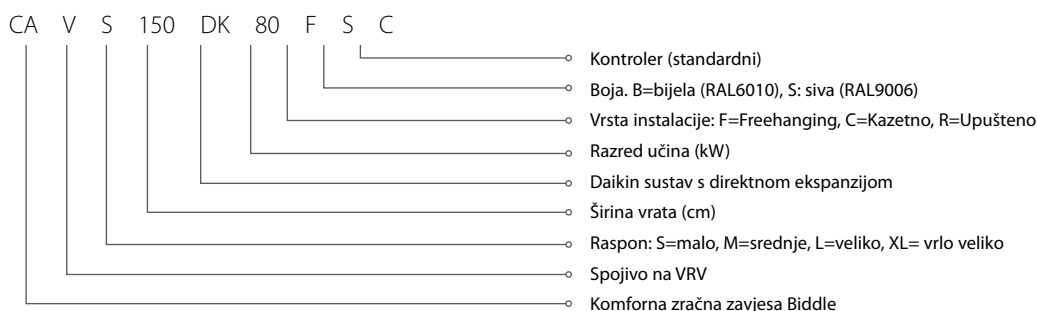 CA V S 150 DK 80 F S C
Kontroler (standardni)
Boja. B=bijela (RAL6010), S: siva (RAL9006)
Vrsta instalacije: F=Freehanging, C=Kazetno, R=Upušteno
Razred učina (kW)
Daikin sustav s direktnom ekspanzijom
Širina vrata (cm)
Raspon: S=malo, M=srednje, L=veliko, XL= vrlo veliko
Spojivo na VRV
Komforna zračna zavjesa Biddle